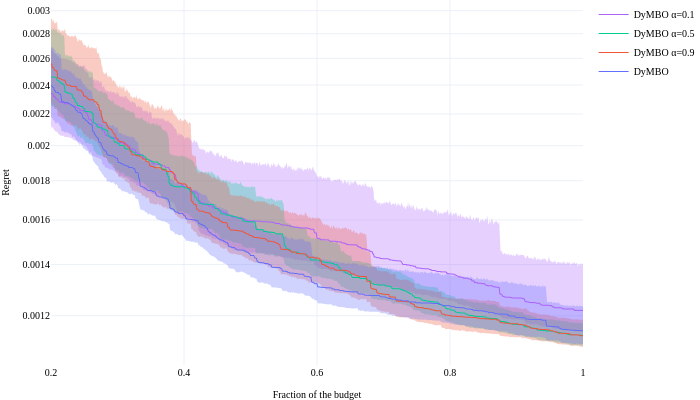 0.003
0.0028
0.0026
0.0024
0.0022
0.002
0.0018
0.0016
0.0014
0.0012
Regret
0.2
0.4
0.6
0.8
1
Fraction of the budget
DyMBO α=0.1
DyMBO α=0.5
DyMBO α=0.9
DyMBO